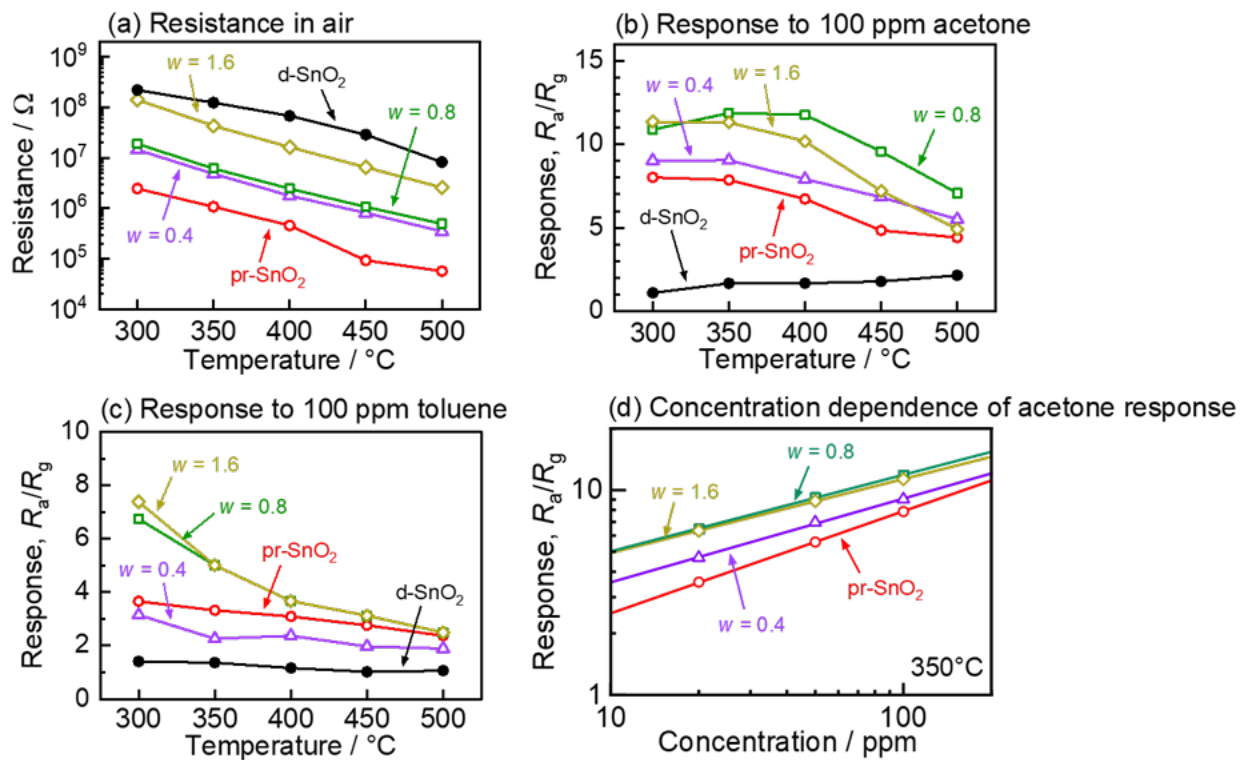 (a) Resistance in air
Resistance / Ω
10⁹
10⁸
10⁷
10⁶
10⁵
10⁴
w = 1.6
d-SnO₂
w = 0.8
w = 0.4
pr-SnO₂
300 350 400 450 500
Temperature / °C
(b) Response to 100 ppm acetone
Response, Rₐ/R_g
15
10
5
0
w = 1.6
w = 0.4
w = 0.8
d-SnO₂
pr-SnO₂
300 350 400 450 500
Temperature / °C
(c) Response to 100 ppm toluene
Response, Rₐ/R_g
10
8
6
4
2
0
w = 1.6
w = 0.8
pr-SnO₂
w = 0.4
d-SnO₂
300 350 400 450 500
Temperature / °C
(d) Concentration dependence of acetone response
Response, Rₐ/R_g
10
1
w = 0.8
w = 1.6
pr-SnO₂
w = 0.4
350°C
10 100
Concentration / ppm